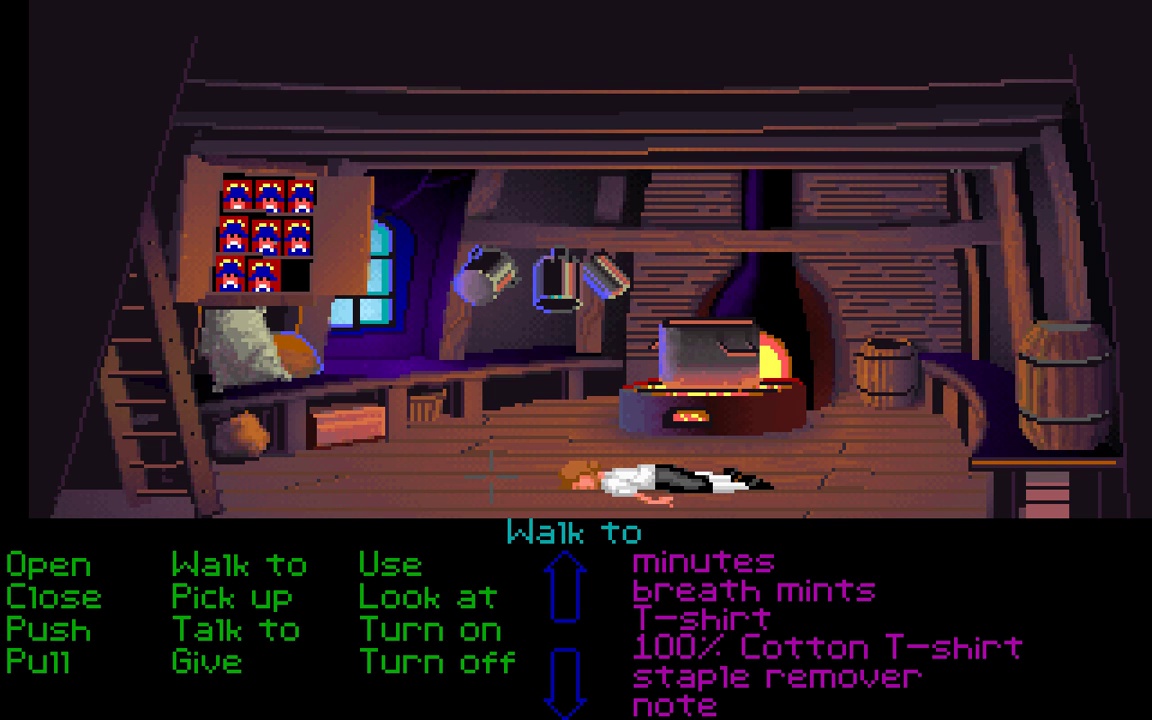 Walk to
Open Walk to Use
Close Pick up Look at
Push Talk to Turn on
Pull Give Turn off
minutes
breath mints
T-shirt
100% Cotton T-shirt
staple remover
note